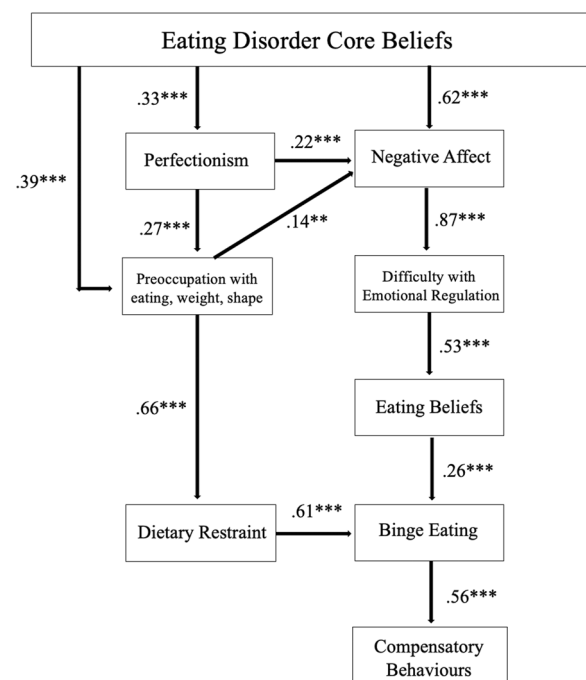 Eating Disorder Core Beliefs
.33***
.62***
.39***
Perfectionism
.22***
Negative Affect
.27***
.14**
.87***
Preoccupation with
eating, weight, shape
Difficulty with
Emotional Regulation
.53***
.66***
Eating Beliefs
.26***
Dietary Restraint
.61***
Binge Eating
.56***
Compensatory
Behaviours